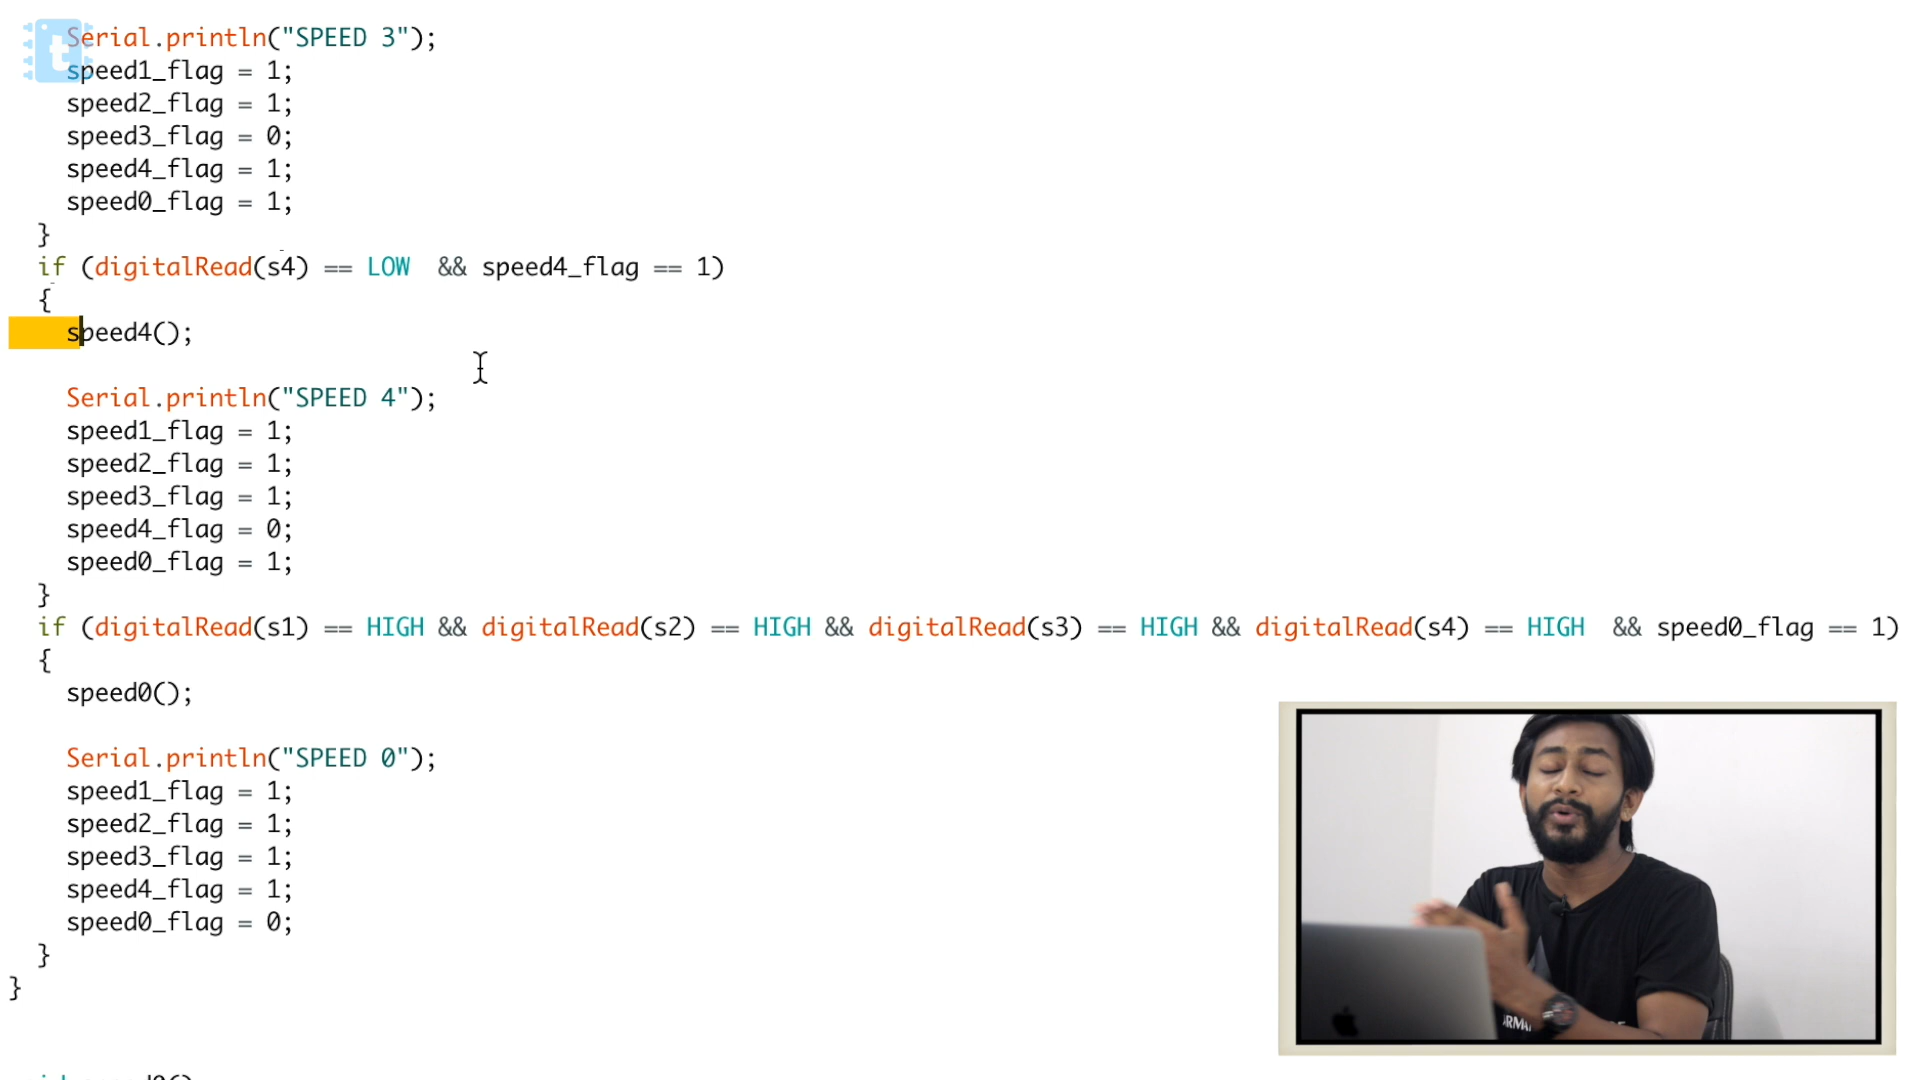 Serial.println("SPEED 3");
speed1_flag = 1;
speed2_flag = 1;
speed3_flag = 0;
speed4_flag = 1;
speed0_flag = 1;
}
if (digitalRead(s4) == LOW  && speed4_flag == 1)
{
speed4();
Serial.println("SPEED 4");
speed1_flag = 1;
speed2_flag = 1;
speed3_flag = 1;
speed4_flag = 0;
speed0_flag = 1;
}
if (digitalRead(s1) == HIGH && digitalRead(s2) == HIGH && digitalRead(s3) == HIGH && digitalRead(s4) == HIGH  && speed0_flag == 1)
{
speed0();
Serial.println("SPEED 0");
speed1_flag = 1;
speed2_flag = 1;
speed3_flag = 1;
speed4_flag = 1;
speed0_flag = 0;
}
}